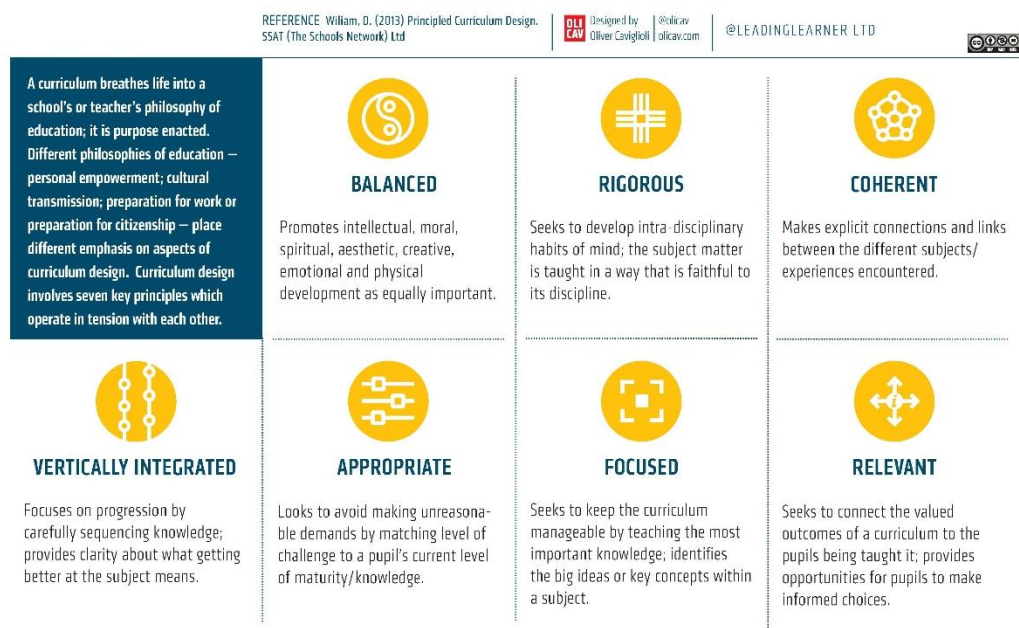 REFERENCE Wiliam, D. (2013) Principled Curriculum Design.
SSAT (The Schools Network) Ltd
OLI
CAV
Designed by
Oliver Caviglioli
@olicav
olicav.com
@LEADINGLEARNER LTD
A curriculum breathes life into a
school's or teacher's philosophy of
education; it is purpose enacted.
Different philosophies of education –
personal empowerment; cultural
transmission; preparation for work or
preparation for citizenship – place
different emphasis on aspects of
curriculum design. Curriculum design
involves seven key principles which
operate in tension with each other.
BALANCED
Promotes intellectual, moral,
spiritual, aesthetic, creative,
emotional and physical
development as equally important.
RIGOROUS
Seeks to develop intra-disciplinary
habits of mind; the subject matter
is taught in a way that is faithful to
its discipline.
COHERENT
Makes explicit connections and links
between the different subjects/
experiences encountered.
VERTICALLY INTEGRATED
Focuses on progression by
carefully sequencing knowledge;
provides clarity about what getting
better at the subject means.
APPROPRIATE
Looks to avoid making unreasona-
ble demands by matching level of
challenge to a pupil's current level
of maturity/knowledge.
FOCUSED
Seeks to keep the curriculum
manageable by teaching the most
important knowledge; identifies
the big ideas or key concepts within
a subject.
RELEVANT
Seeks to connect the valued
outcomes of a curriculum to the
pupils being taught it; provides
opportunities for pupils to make
informed choices.